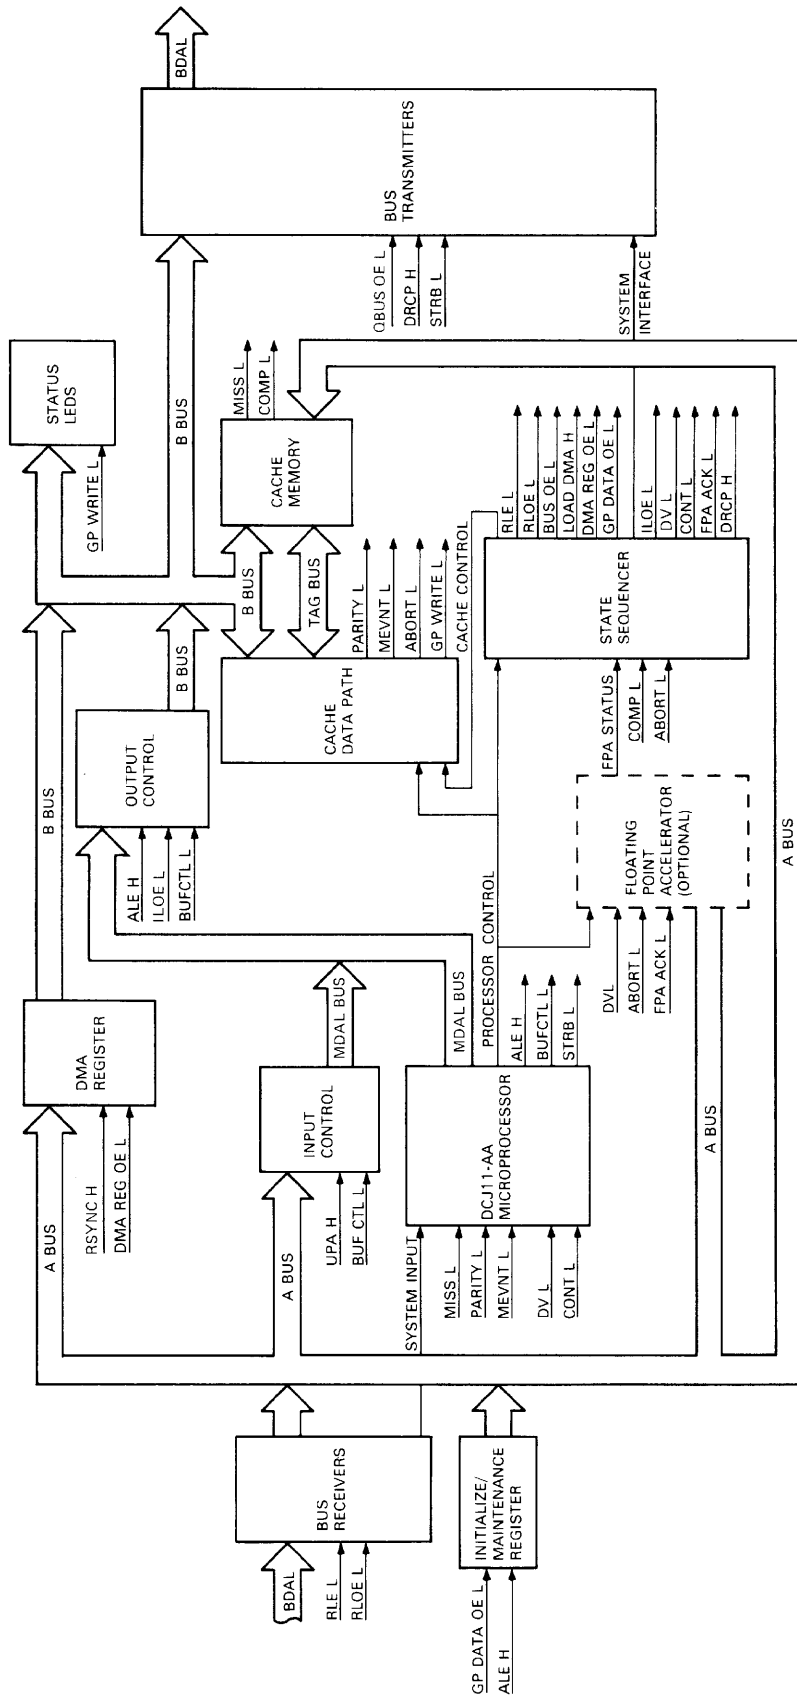 BDAL
BUS
RECEIVERS
RLE L
RLOE L
INITIALIZE/
MAINTENANCE
REGISTER
GP DATA OE L
ALE H
A BUS
RSYNC H
DMA REG OE L
DMA
REGISTER
B BUS
A BUS
UPA H
BUF CTL L
INPUT
CONTROL
MDAL BUS
SYSTEM INPUT
MISS L
PARITY L
MEVNT L
DV L
CONT L
DCJ11-AA
MICROPROCESSOR
MDAL BUS
PROCESSOR CONTROL
ALE H
BUFCTL L
STRB L
A BUS
ALE H
ILOE L
BUFCTL L
OUTPUT
CONTROL
B BUS
DVL
ABORT L
FPA ACK L
FLOATING
POINT
ACCELERATOR
(OPTIONAL)
FPA STATUS
COMP L
ABORT L
A BUS
CACHE
DATA PATH
B BUS
TAG BUS
PARITY L
MEVNT L
ABORT L
GP WRITE L
CACHE CONTROL
STATE
SEQUENCER
RLE L
RLOE L
BUS OE L
LOAD DMA H
DMA REG OE L
GP DATA OE L
ILOE L
DV L
CONT L
FPA ACK L
DRCP H
GP WRITE L
STATUS
LEDS
B BUS
CACHE
MEMORY
MISS L
COMP L
QBUS OE L
DRCP H
STRB L
SYSTEM
INTERFACE
BUS
TRANSMITTERS
BDAL